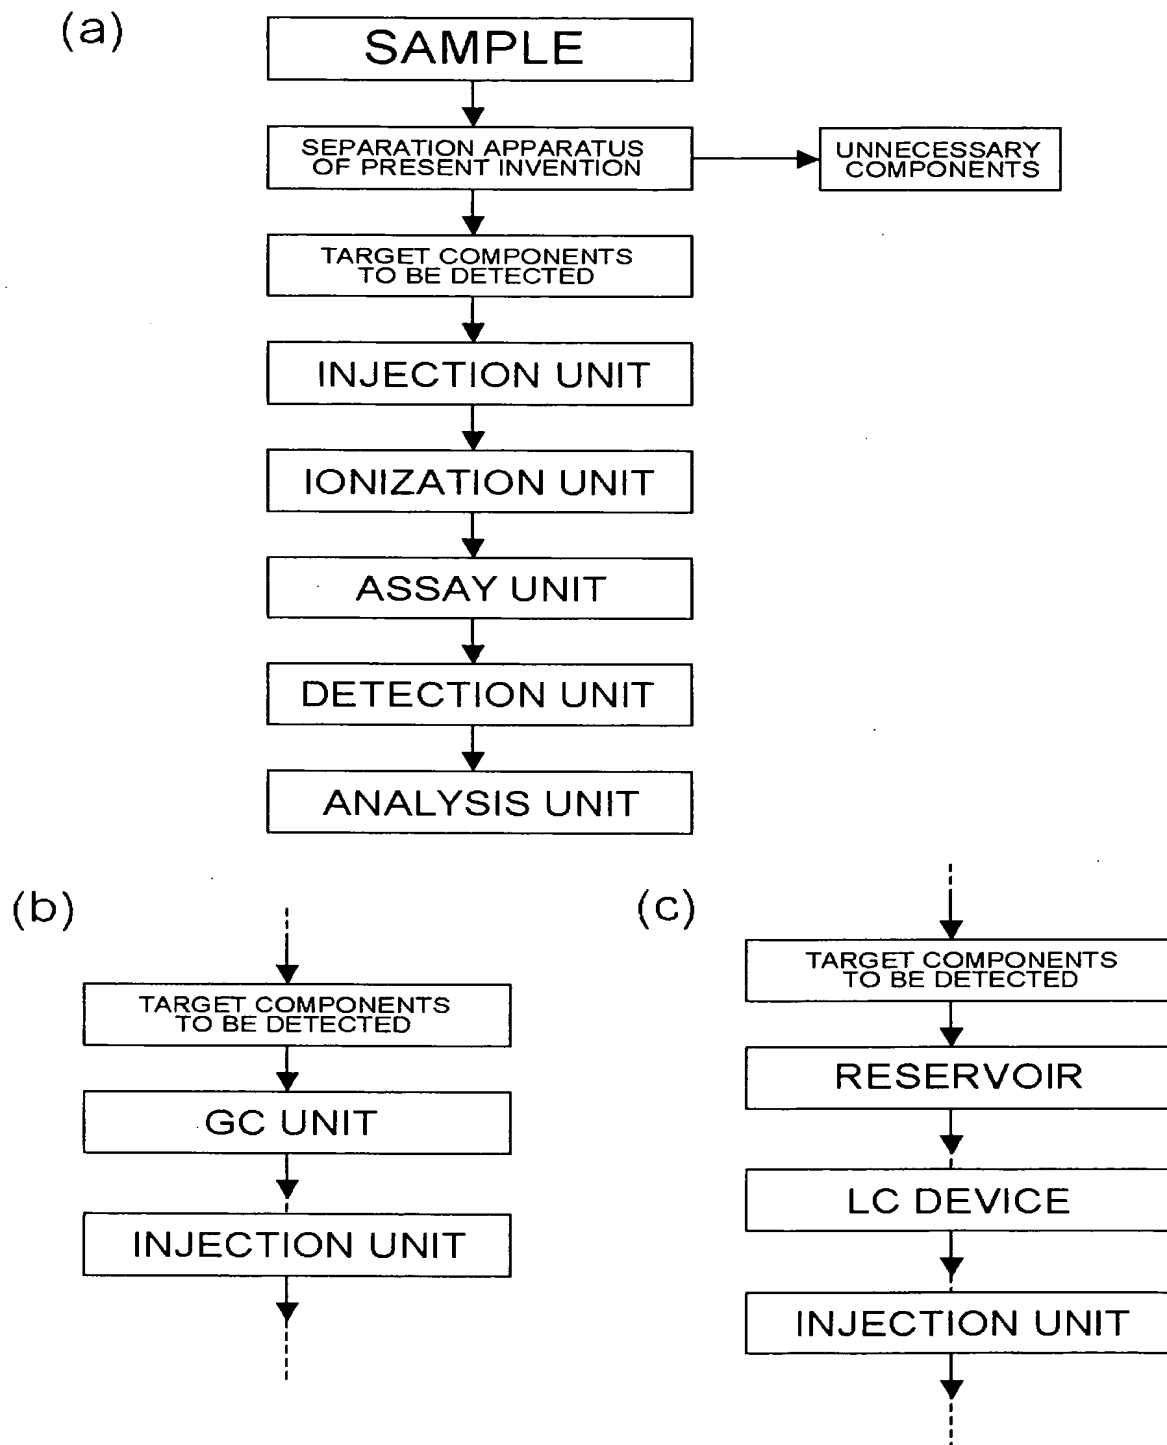 (a)
SAMPLE
SEPARATION APPARATUS
OF PRESENT INVENTION
UNNECESSARY
COMPONENTS
TARGET COMPONENTS
TO BE DETECTED
INJECTION UNIT
IONIZATION UNIT
ASSAY UNIT
DETECTION UNIT
ANALYSIS UNIT
(b)
TARGET COMPONENTS
TO BE DETECTED
GC UNIT
INJECTION UNIT
(c)
TARGET COMPONENTS
TO BE DETECTED
RESERVOIR
LC DEVICE
INJECTION UNIT